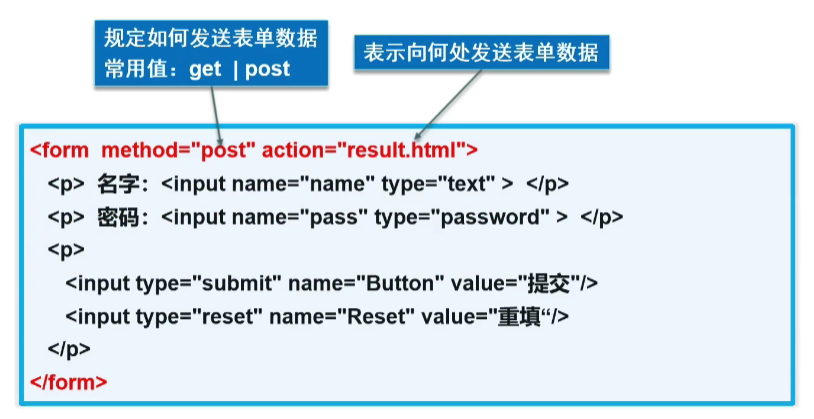 规定如何发送表单数据
常用值：get | post
表示向何处发送表单数据
<form method="post" action="result.html">
<p> 名字：<input name="name" type="text" > </p>
<p> 密码：<input name="pass" type="password" > </p>
<p>
<input type="submit" name="Button" value="提交"/>
<input type="reset" name="Reset" value="重填“/>
</p>
</form>